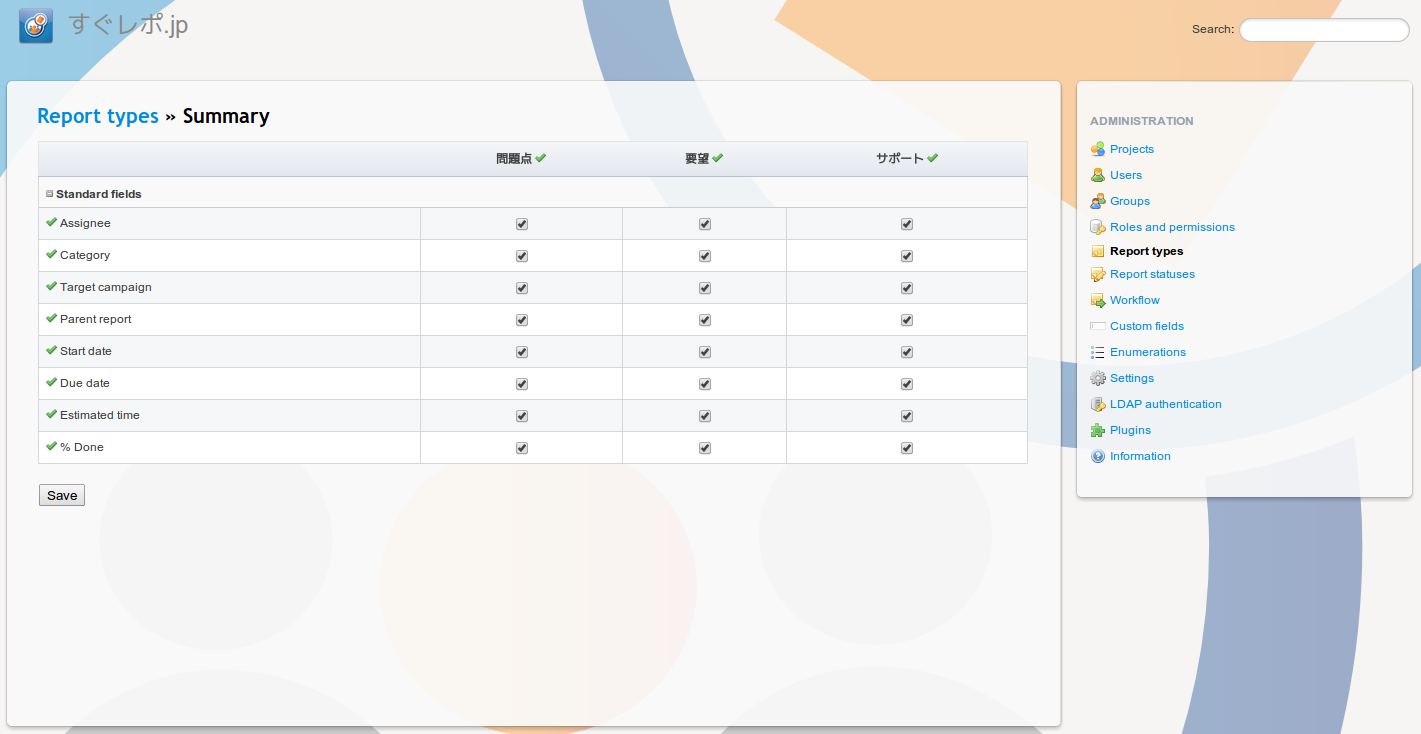 すぐレポ.jp
Search:
Report types » Summary
問題点 要望 サポート
Standard fields
Assignee
Category
Target campaign
Parent report
Start date
Due date
Estimated time
% Done
Save
ADMINISTRATION
Projects
Users
Groups
Roles and permissions
Report types
Report statuses
Workflow
Custom fields
Enumerations
Settings
LDAP authentication
Plugins
Information